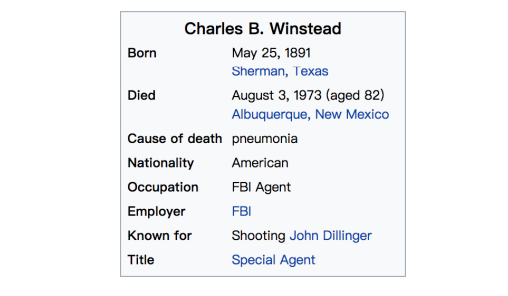 Charles B. Winstead
Born May 25, 1891
Sherman, Texas
Died August 3, 1973 (aged 82)
Albuquerque, New Mexico
Cause of death pneumonia
Nationality American
Occupation FBI Agent
Employer FBI
Known for Shooting John Dillinger
Title Special Agent